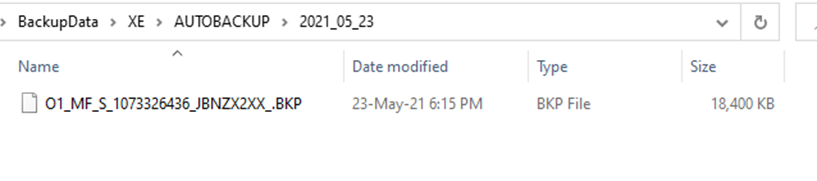 BackupData > XE > AUTOBACKUP > 2021_05_23
Name Date modified Type Size
O1_MF_S_1073326436_JBNZX2XX_.BKP 23-May-21 6:15 PM BKP File 18,400 KB